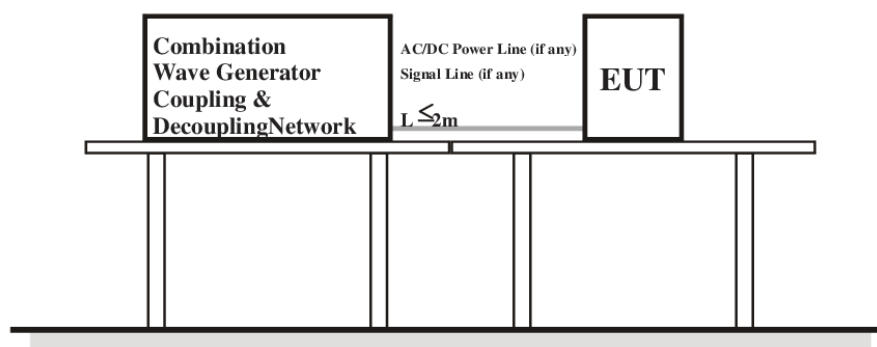 Combination
Wave Generator
Coupling &
DecouplingNetwork
AC/DC Power Line (if any)
Signal Line (if any)
L ≤2m
EUT